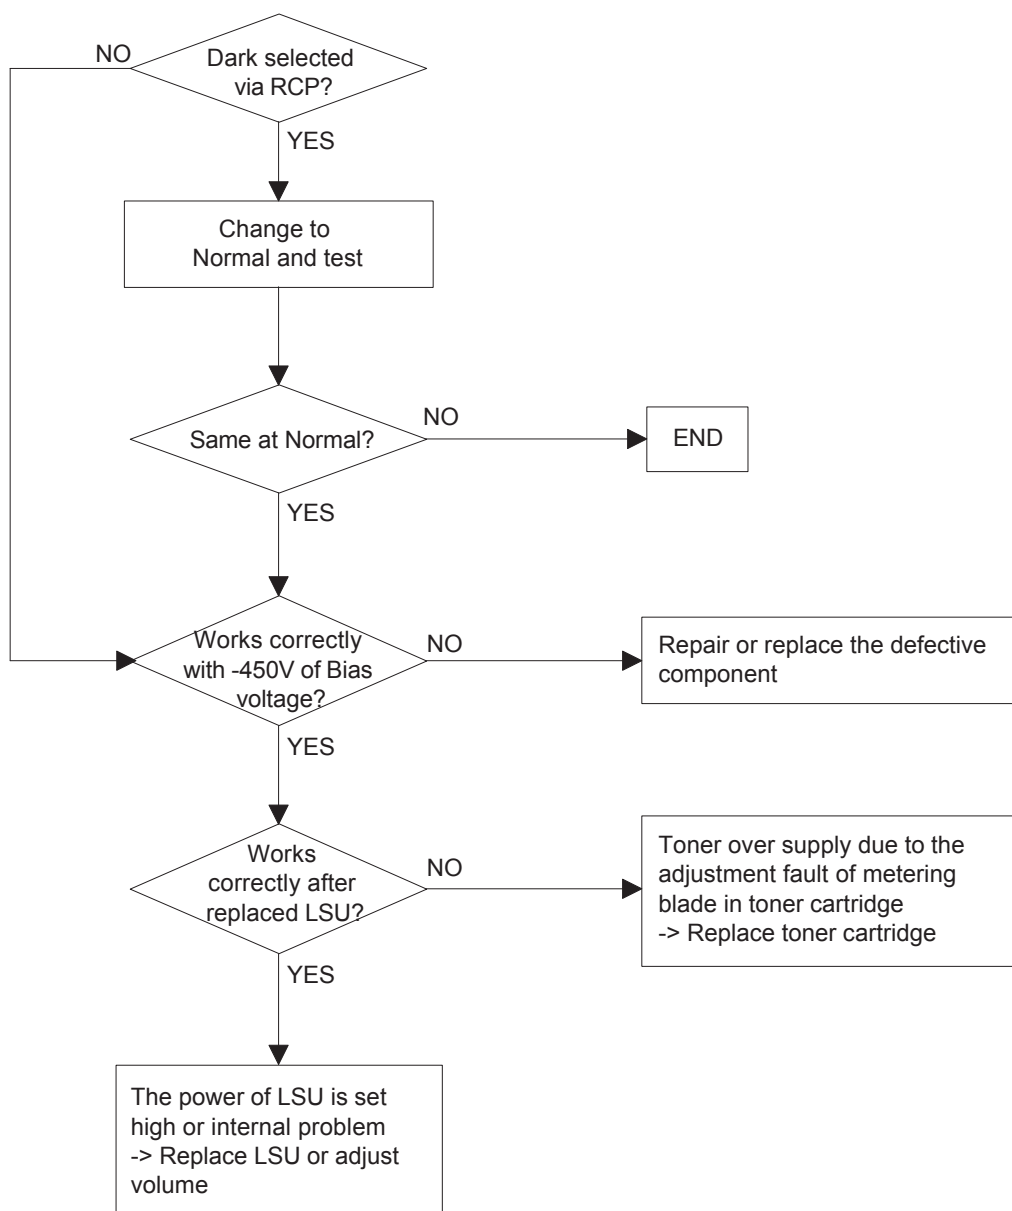 NO
Dark selected
via RCP?
YES
Change to
Normal and test
Same at Normal?
NO
END
YES
Works correctly
with -450V of Bias
voltage?
NO
Repair or replace the defective
component
YES
Works
correctly after
replaced LSU?
NO
Toner over supply due to the
adjustment fault of metering
blade in toner cartridge
-> Replace toner cartridge
YES
The power of LSU is set
high or internal problem
-> Replace LSU or adjust
volume